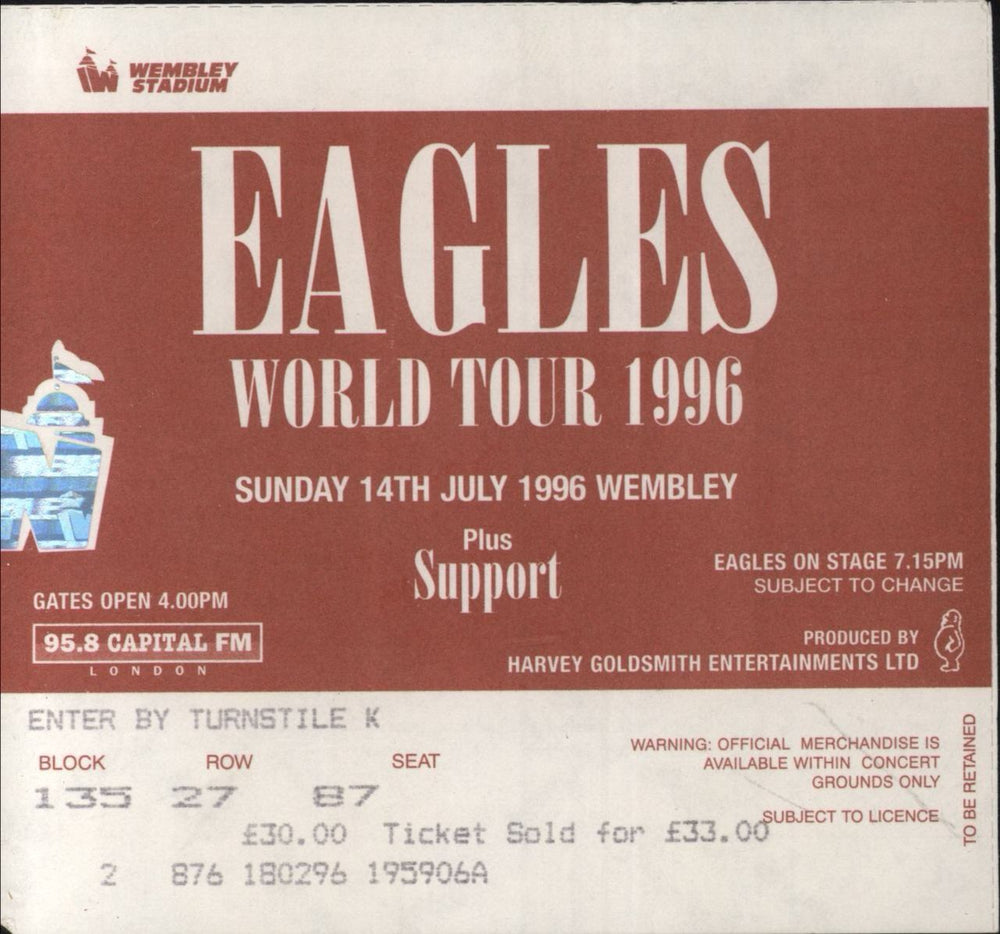 WEMBLEY
STADIUM
EAGLES
WORLD TOUR 1996
SUNDAY 14TH JULY 1996 WEMBLEY
Plus
Support
EAGLES ON STAGE 7.15PM
SUBJECT TO CHANGE
GATES OPEN 4.00PM
95.8 CAPITAL FM
LONDON
PRODUCED BY
HARVEY GOLDSMITH ENTERTAINMENTS LTD
ENTER BY TURNSTILE K
BLOCK ROW SEAT
135 27 87
£30.00 Ticket Sold for £33.00
2 876 180296 195906A
WARNING: OFFICIAL MERCHANDISE IS
AVAILABLE WITHIN CONCERT
GROUNDS ONLY
SUBJECT TO LICENCE
TO BE RETAINED